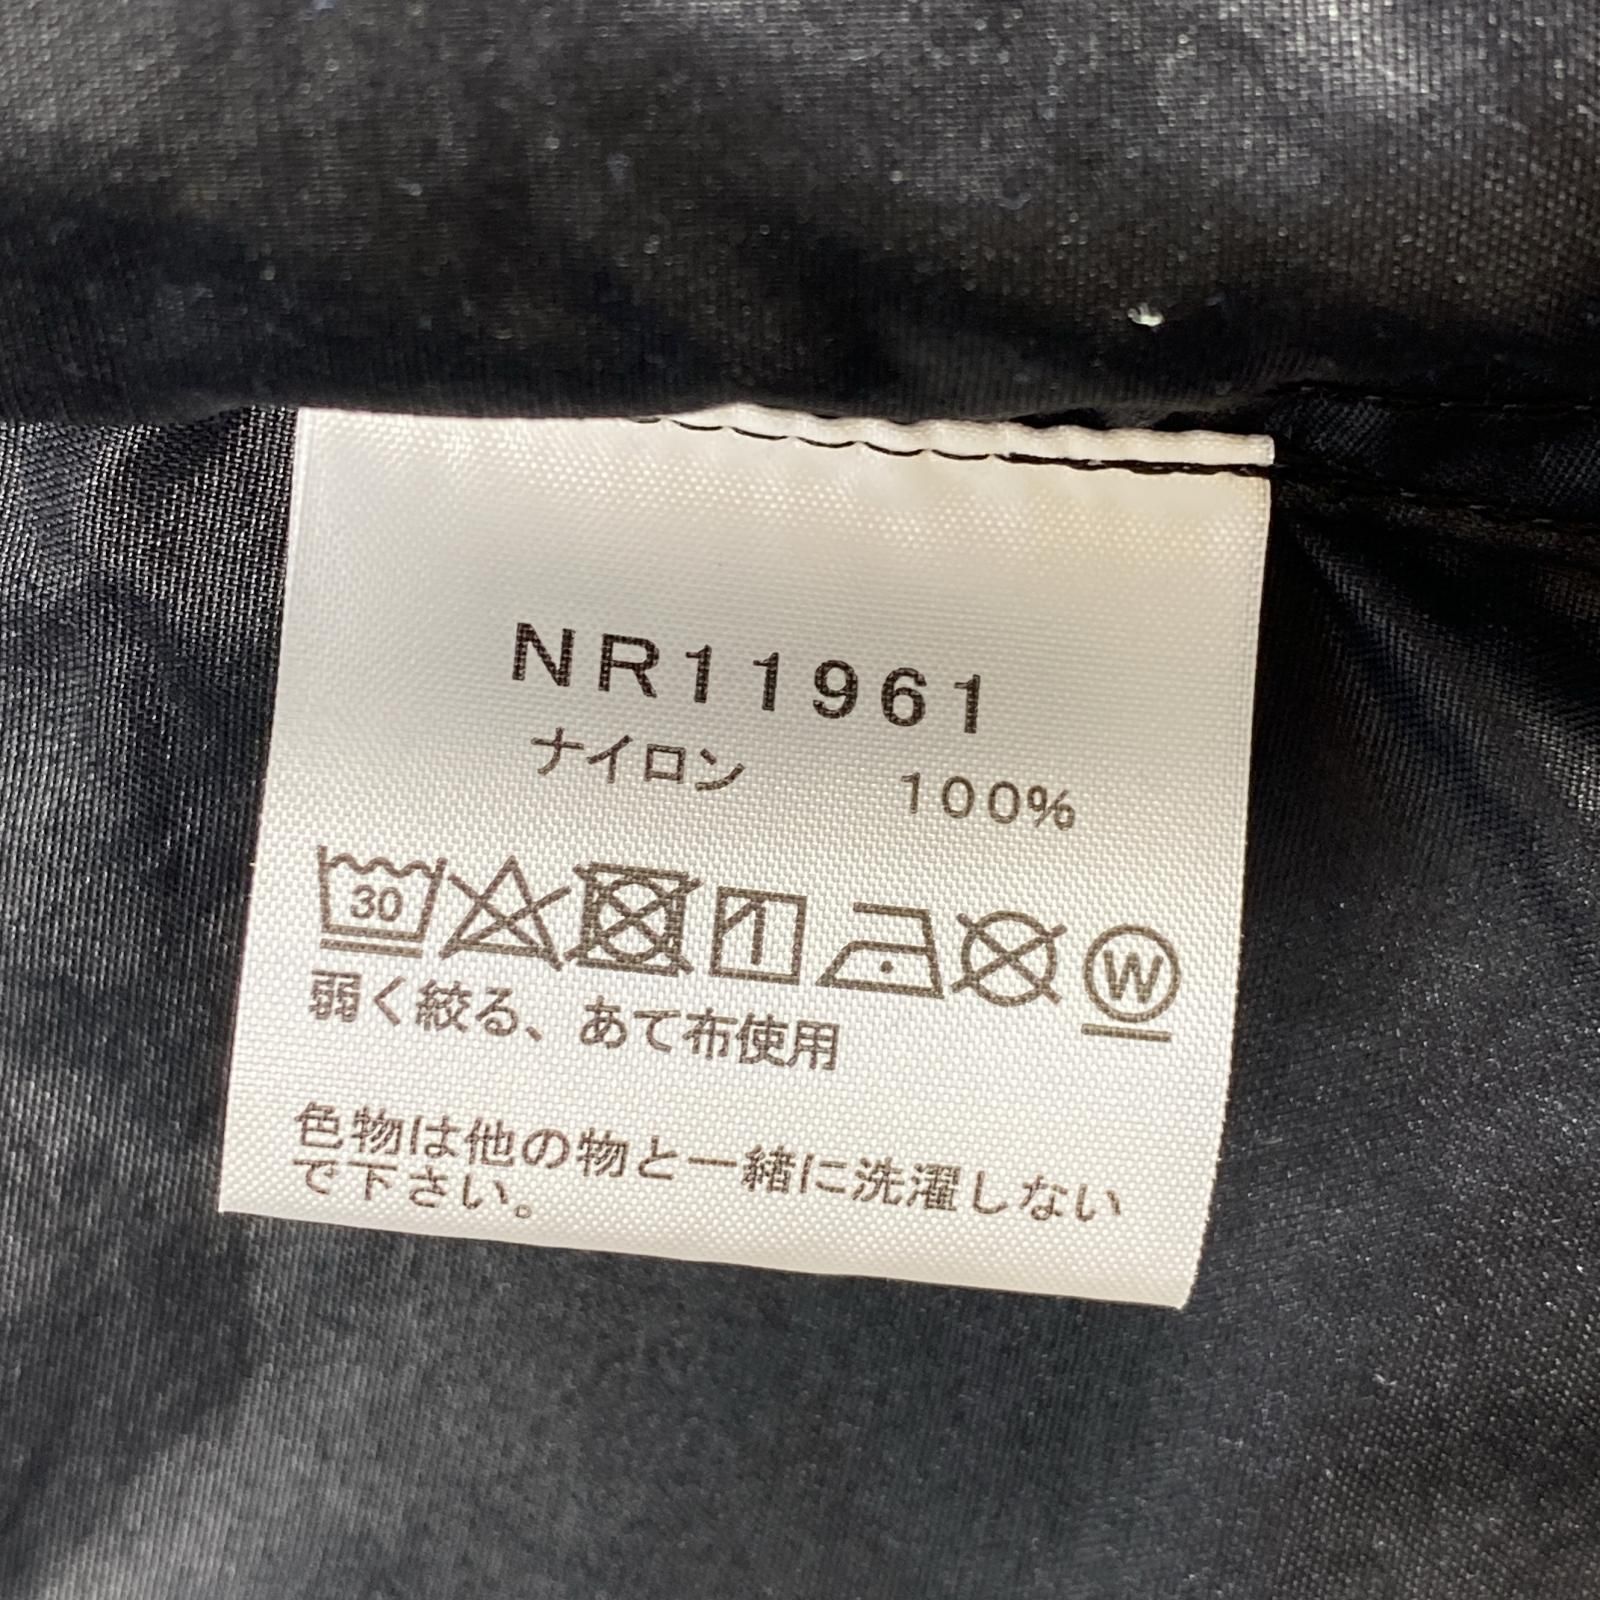 NR11961
ナイロン 100%
30 W
弱く絞る、あて布使用
色物は他の物と一緒に洗濯しない
で下さい。